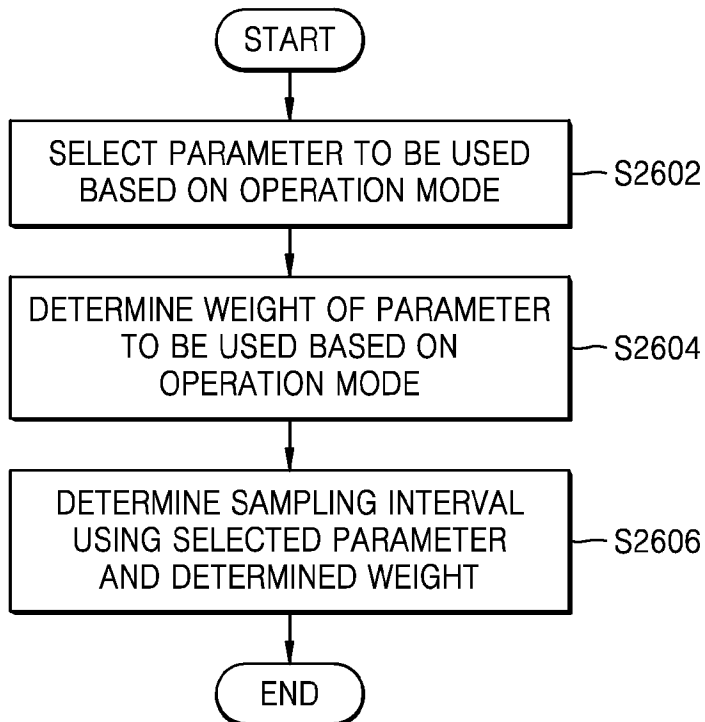 START
SELECT PARAMETER TO BE USED
BASED ON OPERATION MODE
S2602
DETERMINE WEIGHT OF PARAMETER
TO BE USED BASED ON
OPERATION MODE
S2604
DETERMINE SAMPLING INTERVAL
USING SELECTED PARAMETER
AND DETERMINED WEIGHT
S2606
END